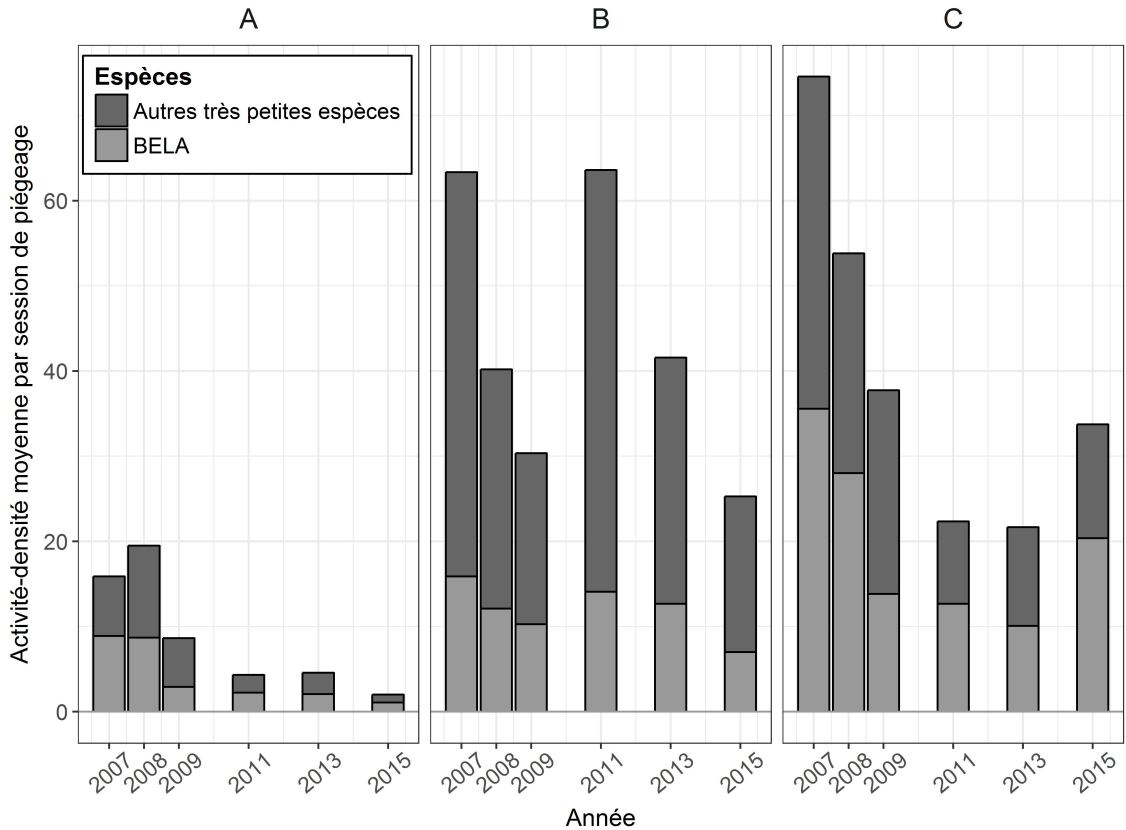 A B C
Espèces
Autres très petites espèces
BELA
Activité-densité moyenne par session de piégeage
60
40
20
0
2007 2008 2009 2011 2013 2015 2007 2008 2009 2011 2013 2015 2007 2008 2009 2011 2013 2015
Année